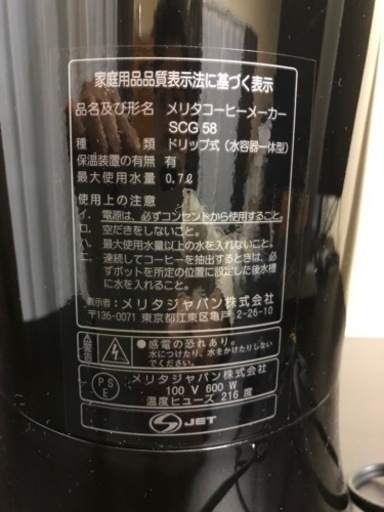 家庭用品品質表示法に基づく表示
品名及び形名 メリタコーヒーメーカー
SCG 58
種 類 ドリップ式(水容器一体型)
保温装置の有無 有
最大使用水量 0.7ℓ
使用上の注意
イ. 電源は、必ずコンセントから使用すること。
ロ. 空だきをしないこと。
ハ. 最大使用水量以上の水を入れないこと。
ニ. 連続してコーヒーを抽出するときは、必
ずポットを所定の位置に設定した後水槽
に水を入れること。
表示者: メリタジャパン株式会社
〒136-0071 東京都江東区亀戸 2-26-10
警告
●感電の恐れあり。
水につけたり、水をかけたりしない
でください。
PS
E
メリタジャパン株式会社
100 V 600 W
温度ヒューズ 216 度
S JET